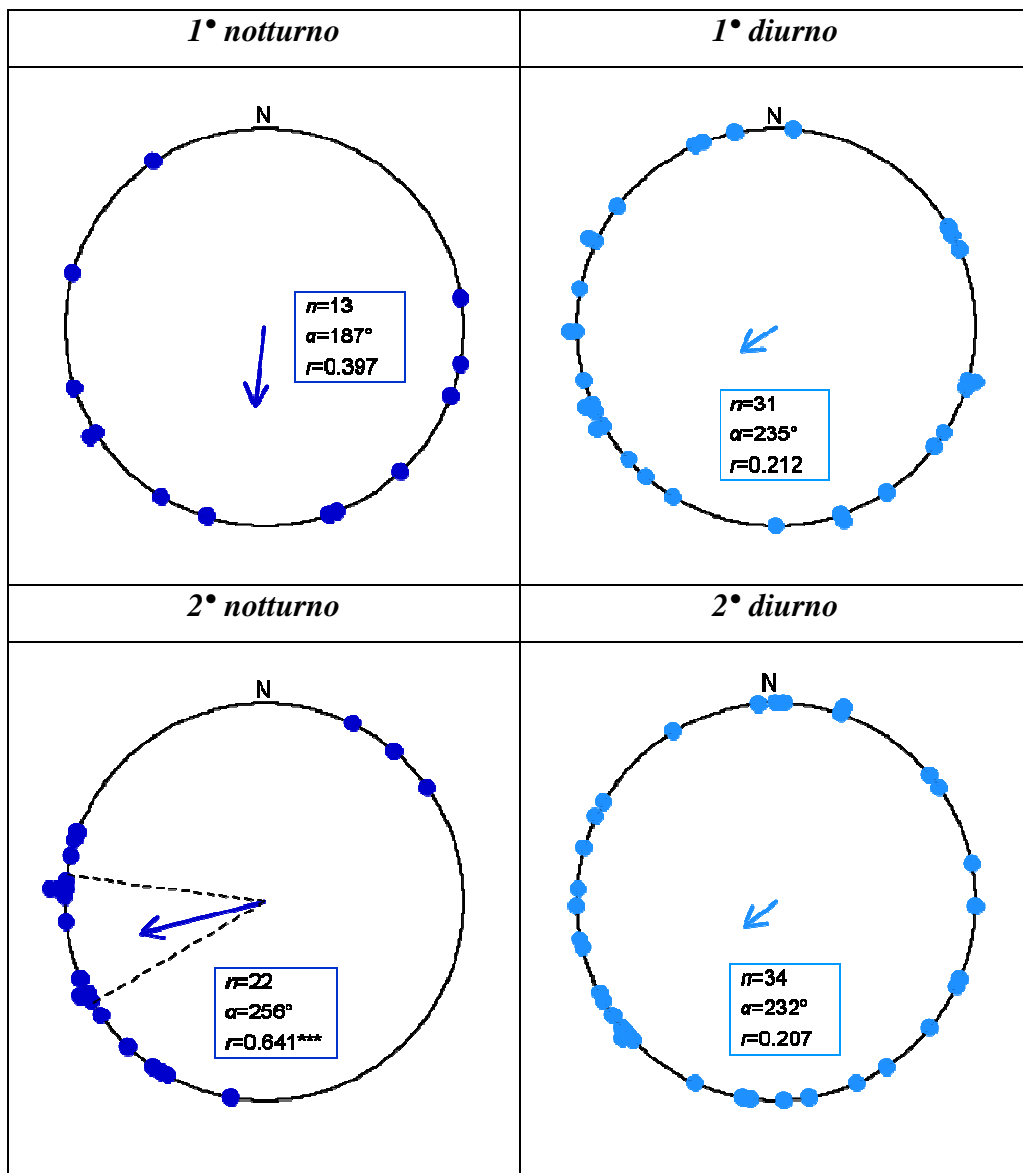 1° notturno
1° diurno
N
n=13
α=187°
r=0.397
N
n=31
α=235°
r=0.212
2° notturno
2° diurno
N
n=22
α=256°
r=0.641***
N
n=34
α=232°
r=0.207